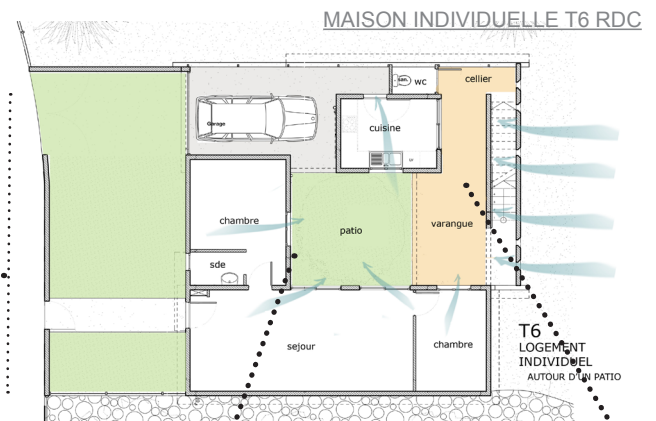 MAISON INDIVIDUELLE T6 RDC
cellier
wc
Garage
cuisine
chambre
patio
varangue
sde
sejour
chambre
T6
LOGEMENT
INDIVIDUEL
AUTOUR D'UN PATIO